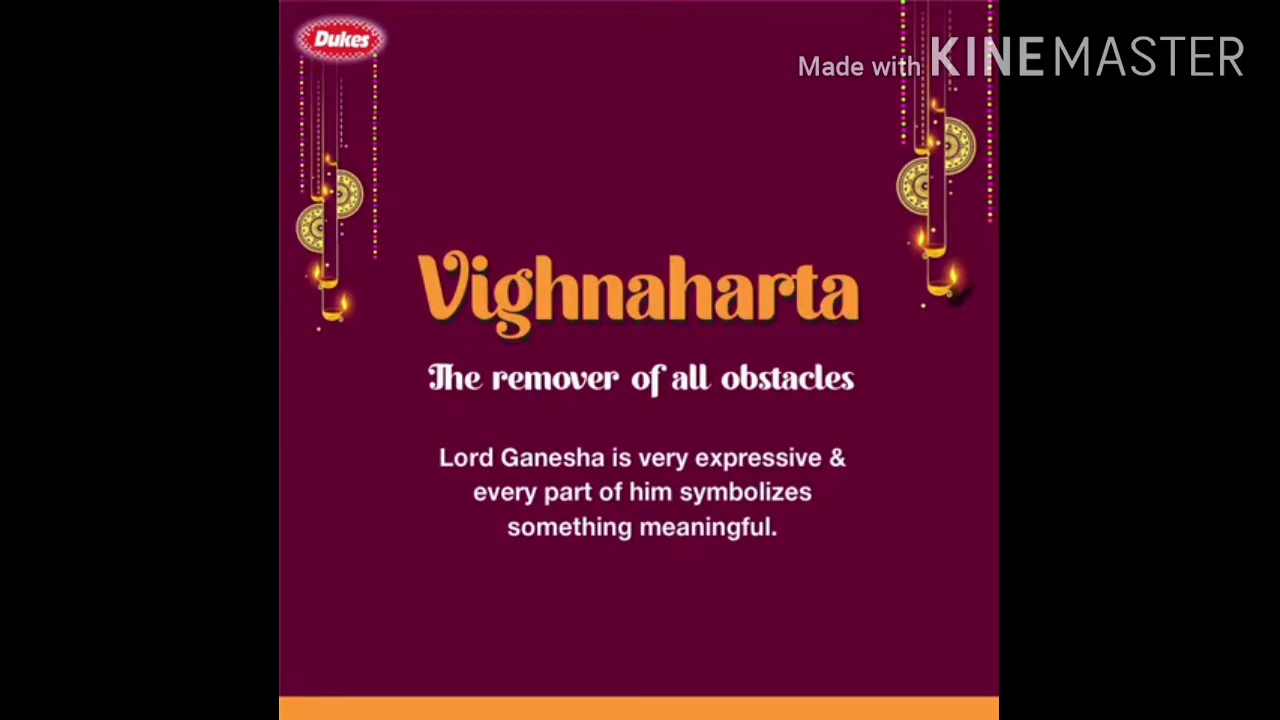 Dukes
Made with KINEMASTER
Vighnaharta
The remover of all obstacles
Lord Ganesha is very expressive &
every part of him symbolizes
something meaningful.